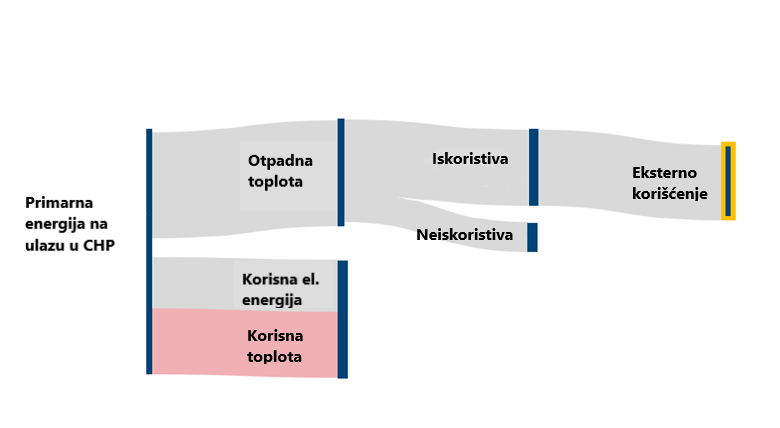 Primarna
energija na
ulazu u CHP
Otpadna
toplota
Korisna el.
energija
Korisna
toplota
Iskoristiva
Neiskoristiva
Eksterno
korišćenje